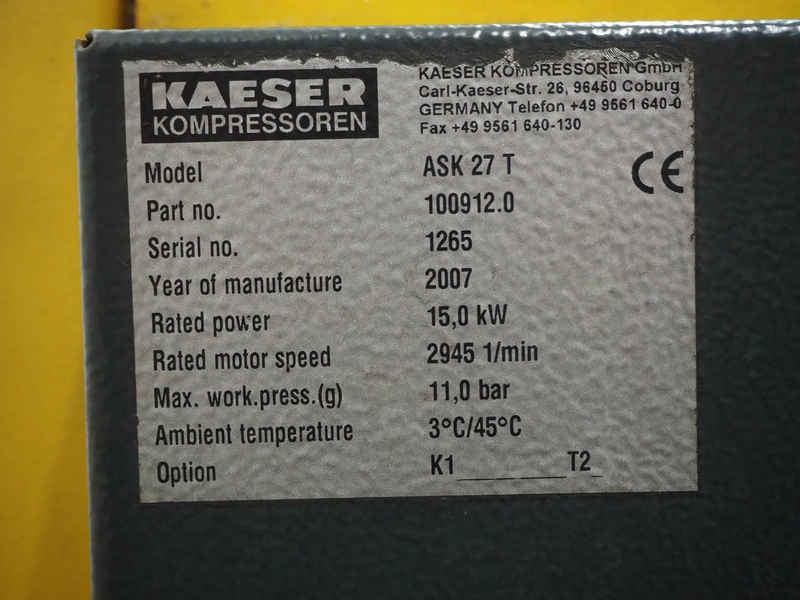 KAESER
KOMPRESSOREN
KAESER KOMPRESSOREN GmbH
Carl-Kaeser-Str. 26, 96450 Coburg
GERMANY Telefon +49 9561 640-0
Fax +49 9561 640-130
CE
Model ASK 27 T
Part no. 100912.0
Serial no. 1265
Year of manufacture 2007
Rated power 15,0 kW
Rated motor speed 2945 1/min
Max. work.press.(g) 11,0 bar
Ambient temperature 3°C/45°C
Option K1_________T2_